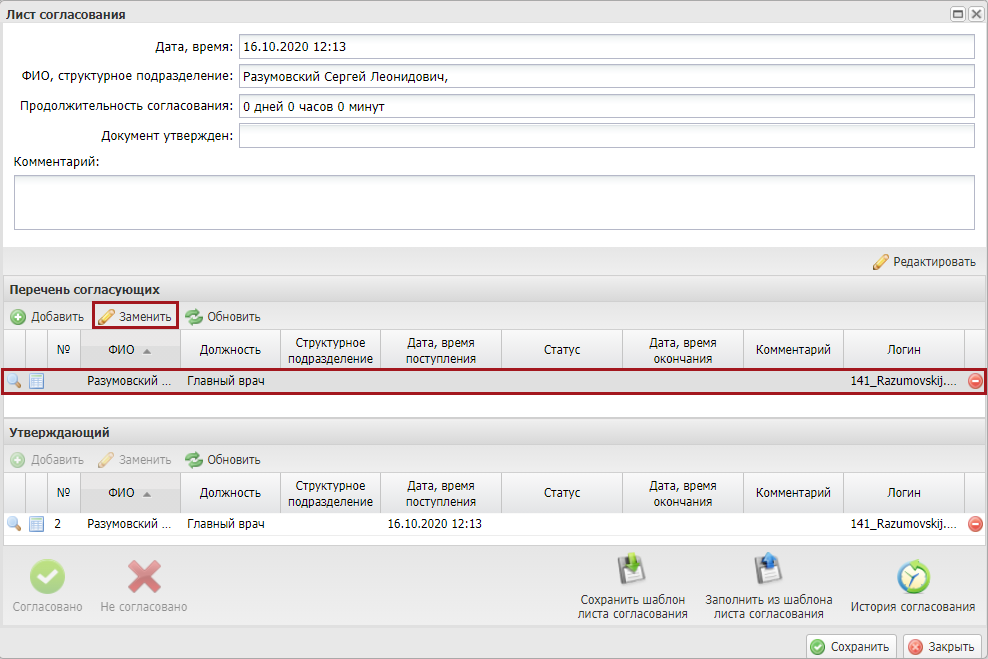 Лист согласования
Дата, время: 16.10.2020 12:13
ФИО, структурное подразделение: Разумовский Сергей Леонидович,
Продолжительность согласования: 0 дней 0 часов 0 минут
Документ утвержден:
Комментарий:
Редактировать
Перечень согласующих
Добавить Заменить Обновить
№ ФИО Должность Структурное подразделение Дата, время поступления Статус Дата, время окончания Комментарий Логин
Разумовский ... Главный врач 141_Razumovskij....
Утверждающий
Добавить Заменить Обновить
№ ФИО Должность Структурное подразделение Дата, время поступления Статус Дата, время окончания Комментарий Логин
2 Разумовский ... Главный врач 16.10.2020 12:13 141_Razumovskij....
Согласовано Не согласовано Сохранить шаблон листа согласования Заполнить из шаблона листа согласования История согласования
Сохранить Закрыть